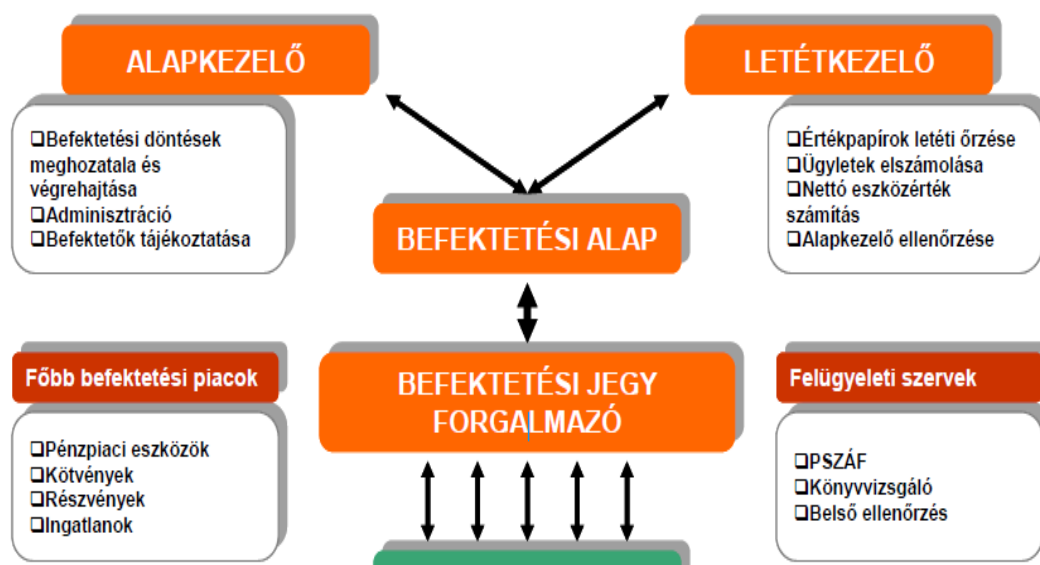 ALAPKEZELŐ
❑Befektetési döntések
meghozatala és
végrehajtása
❑Adminisztráció
❑Befektetők tájékoztatása
LETÉTKEZELŐ
❑Értékpapírok letéti őrzése
❑Ügyletek elszámolása
❑Nettó eszközérték
számítás
❑Alapkezelő ellenőrzése
BEFEKTETÉSI ALAP
BEFEKTETÉSI JEGY
FORGALMAZÓ
Főbb befektetési piacok
❑Pénzpiaci eszközök
❑Kötvények
❑Részvények
❑Ingatlanok
Felügyeleti szervek
❑PSZÁF
❑Könyvvizsgáló
❑Belső ellenőrzés